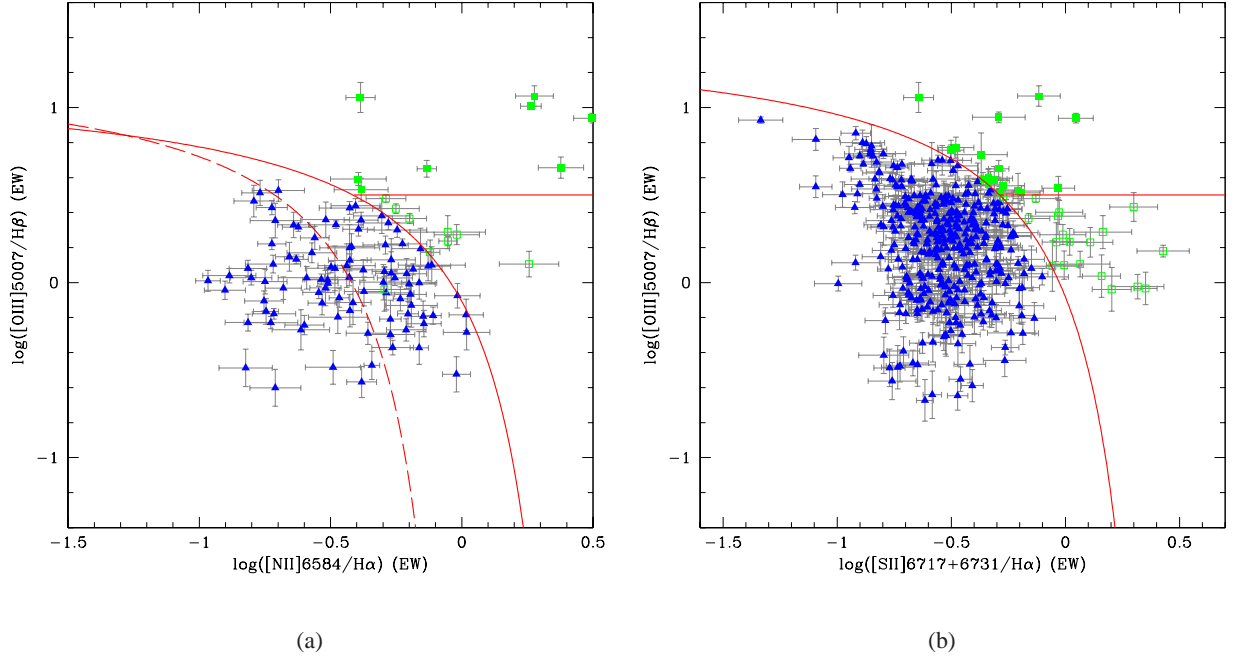 1
0
−1
log([OIII]5007/Hβ) (EW)
−1.5 −1 −0.5 0 0.5
log([NII]6584/Hα) (EW)
(a)
1
0
−1
log([OIII]5007/Hβ) (EW)
−1.5 −1 −0.5 0 0.5
log([SII]6717+6731/Hα) (EW)
(b)